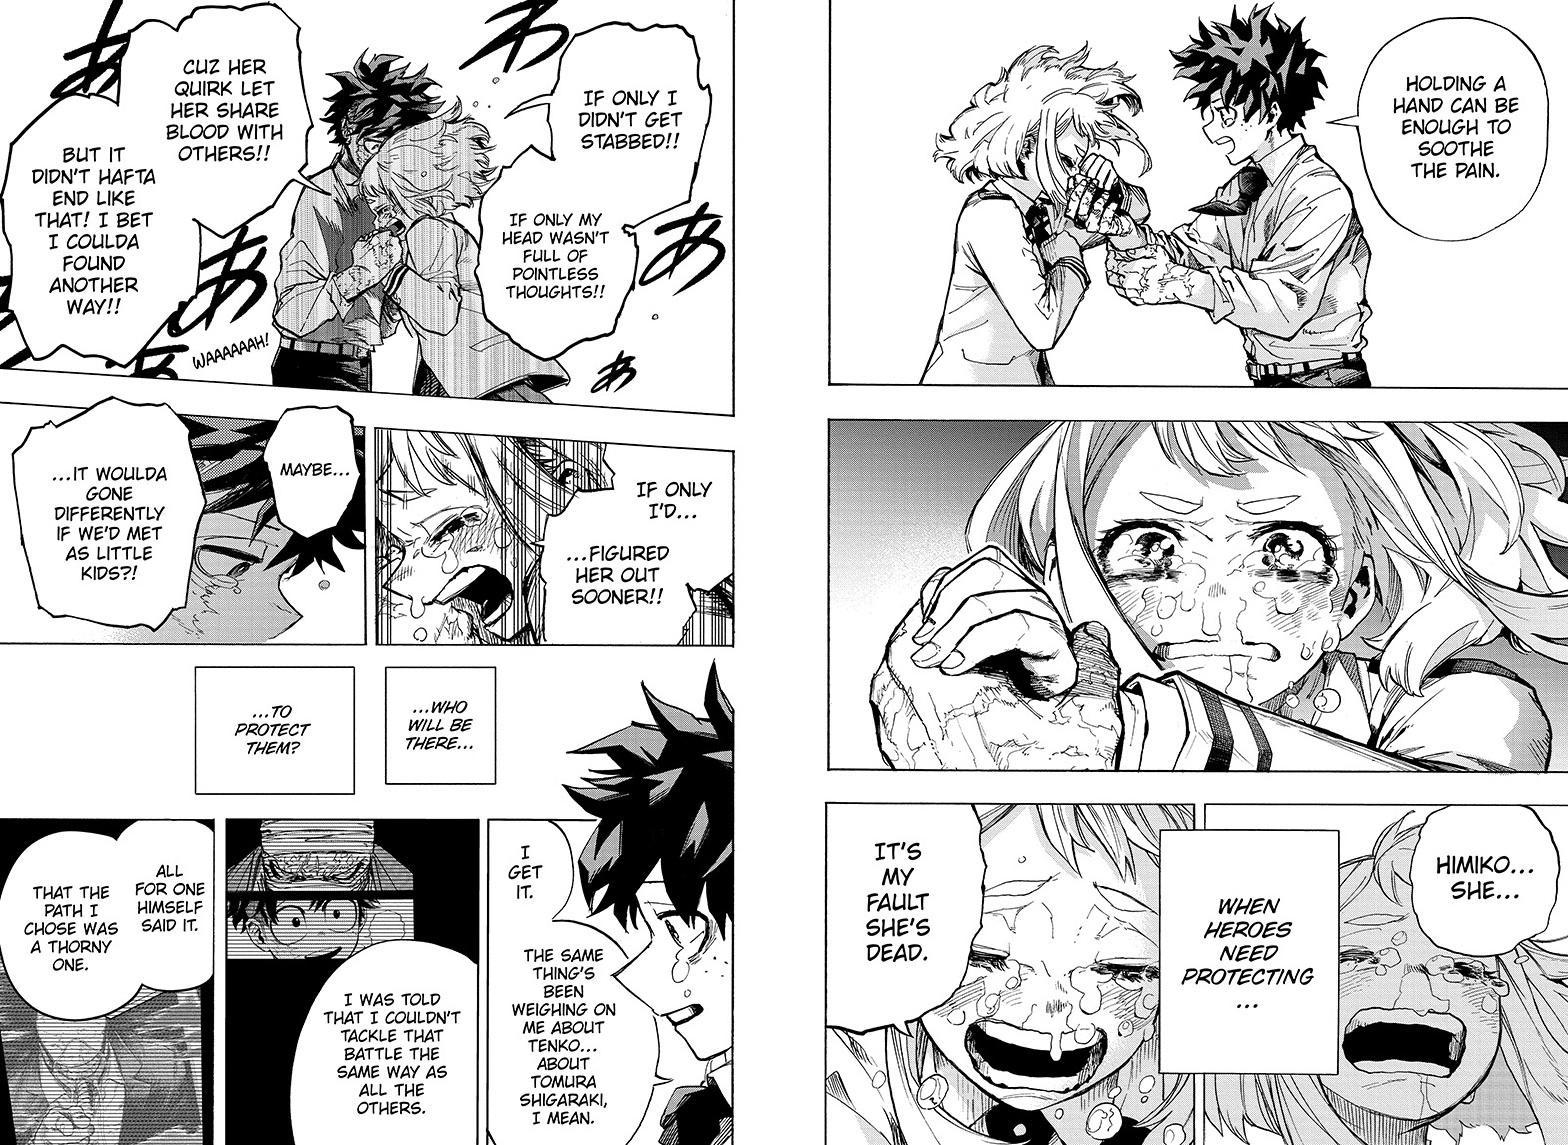 HOLDING A
HAND CAN BE
ENOUGH TO
SOOTHE
THE PAIN.
HIMIKO...
SHE...
WHEN
HEROES
NEED
PROTECTING
...
IT'S
MY
FAULT
SHE'S
DEAD.
IF ONLY I
DIDN'T GET
STABBED!!
IF ONLY MY
HEAD WASN'T
FULL OF
POINTLESS
THOUGHTS!!
CUZ HER
QUIRK LET
HER SHARE
BLOOD WITH
OTHERS!!
BUT IT
DIDN'T HAFTA
END LIKE
THAT! I BET
I COULDA
FOUND
ANOTHER
WAY!!
わ
あ
ぁ
あ
あ
WAAAAAAH!
IF ONLY
I'D...
...FIGURED
HER OUT
SOONER!!
MAYBE...
...IT WOULDA
GONE
DIFFERENTLY
IF WE'D MET
AS LITTLE
KIDS?!
...WHO
WILL BE
THERE...
...TO
PROTECT
THEM?
I
GET
IT.
THE SAME
THING'S
BEEN
WEIGHING ON
ME ABOUT
TENKO...
ABOUT
TOMURA
SHIGARAKI,
I MEAN.
I WAS TOLD
THAT I COULDN'T
TACKLE THAT
BATTLE THE
SAME WAY AS
ALL THE
OTHERS.
ALL
FOR ONE
HIMSELF
SAID IT.
THAT THE
PATH I
CHOSE WAS
A THORNY
ONE.